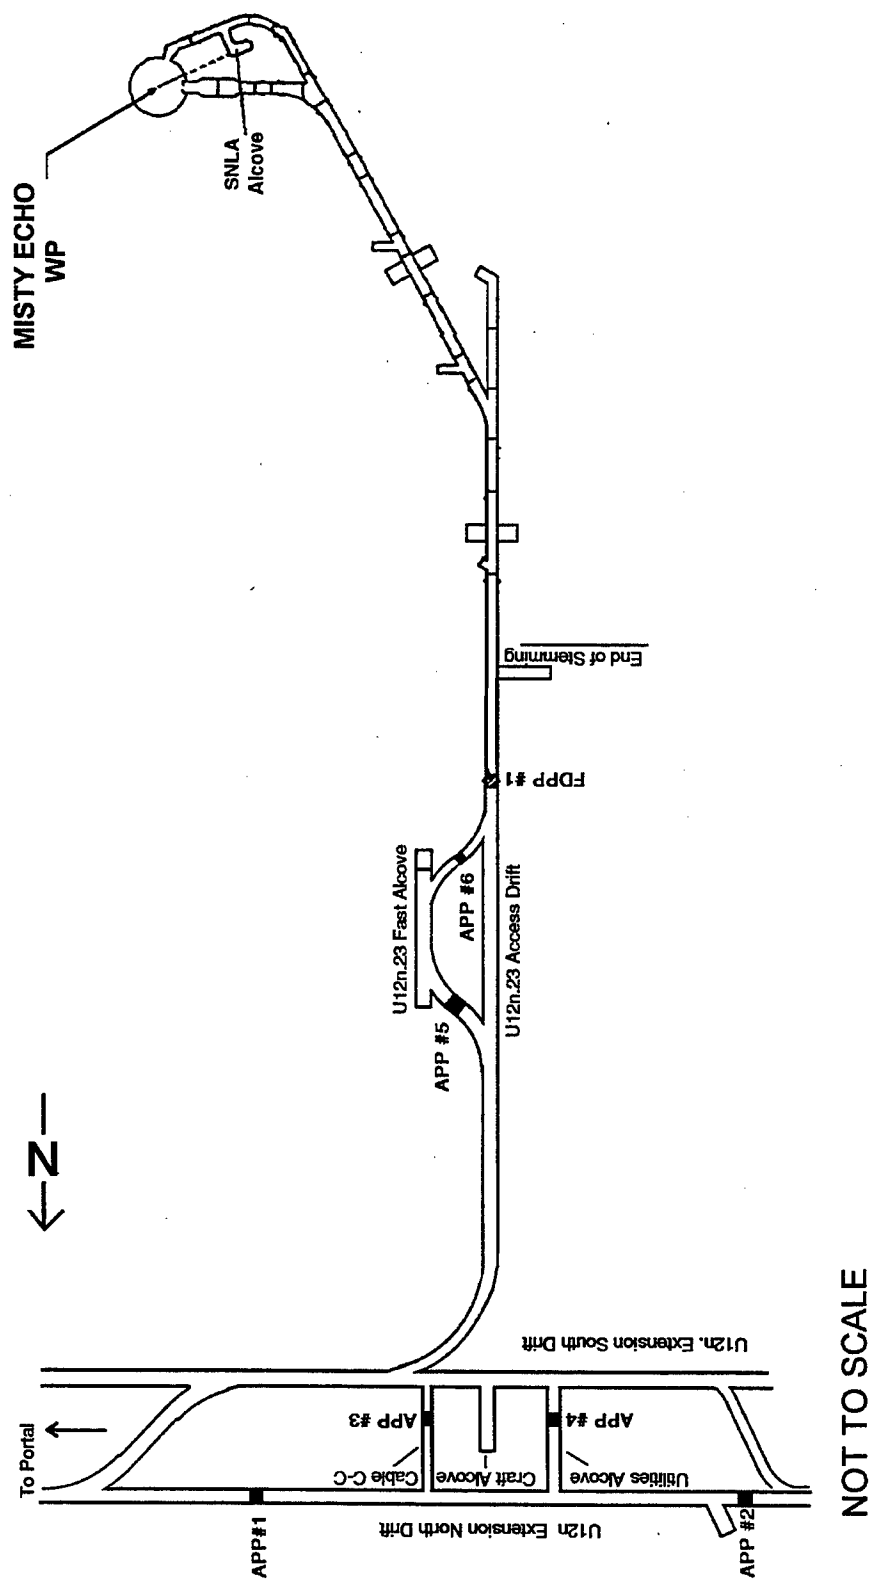 MISTY ECHO
WP
SNLA
Alcove
End of Stemming
FDPP #1
U12n.23 Fast Alcove
APP #6
U12n.23 Access Drift
APP #5
N
U12n. Extension South Drift
To Portal
APP #3
APP #4
Cable C-C
Craft Alcove
Utilities Alcove
APP#1
U12n Extension North Drift
APP #2
NOT TO SCALE